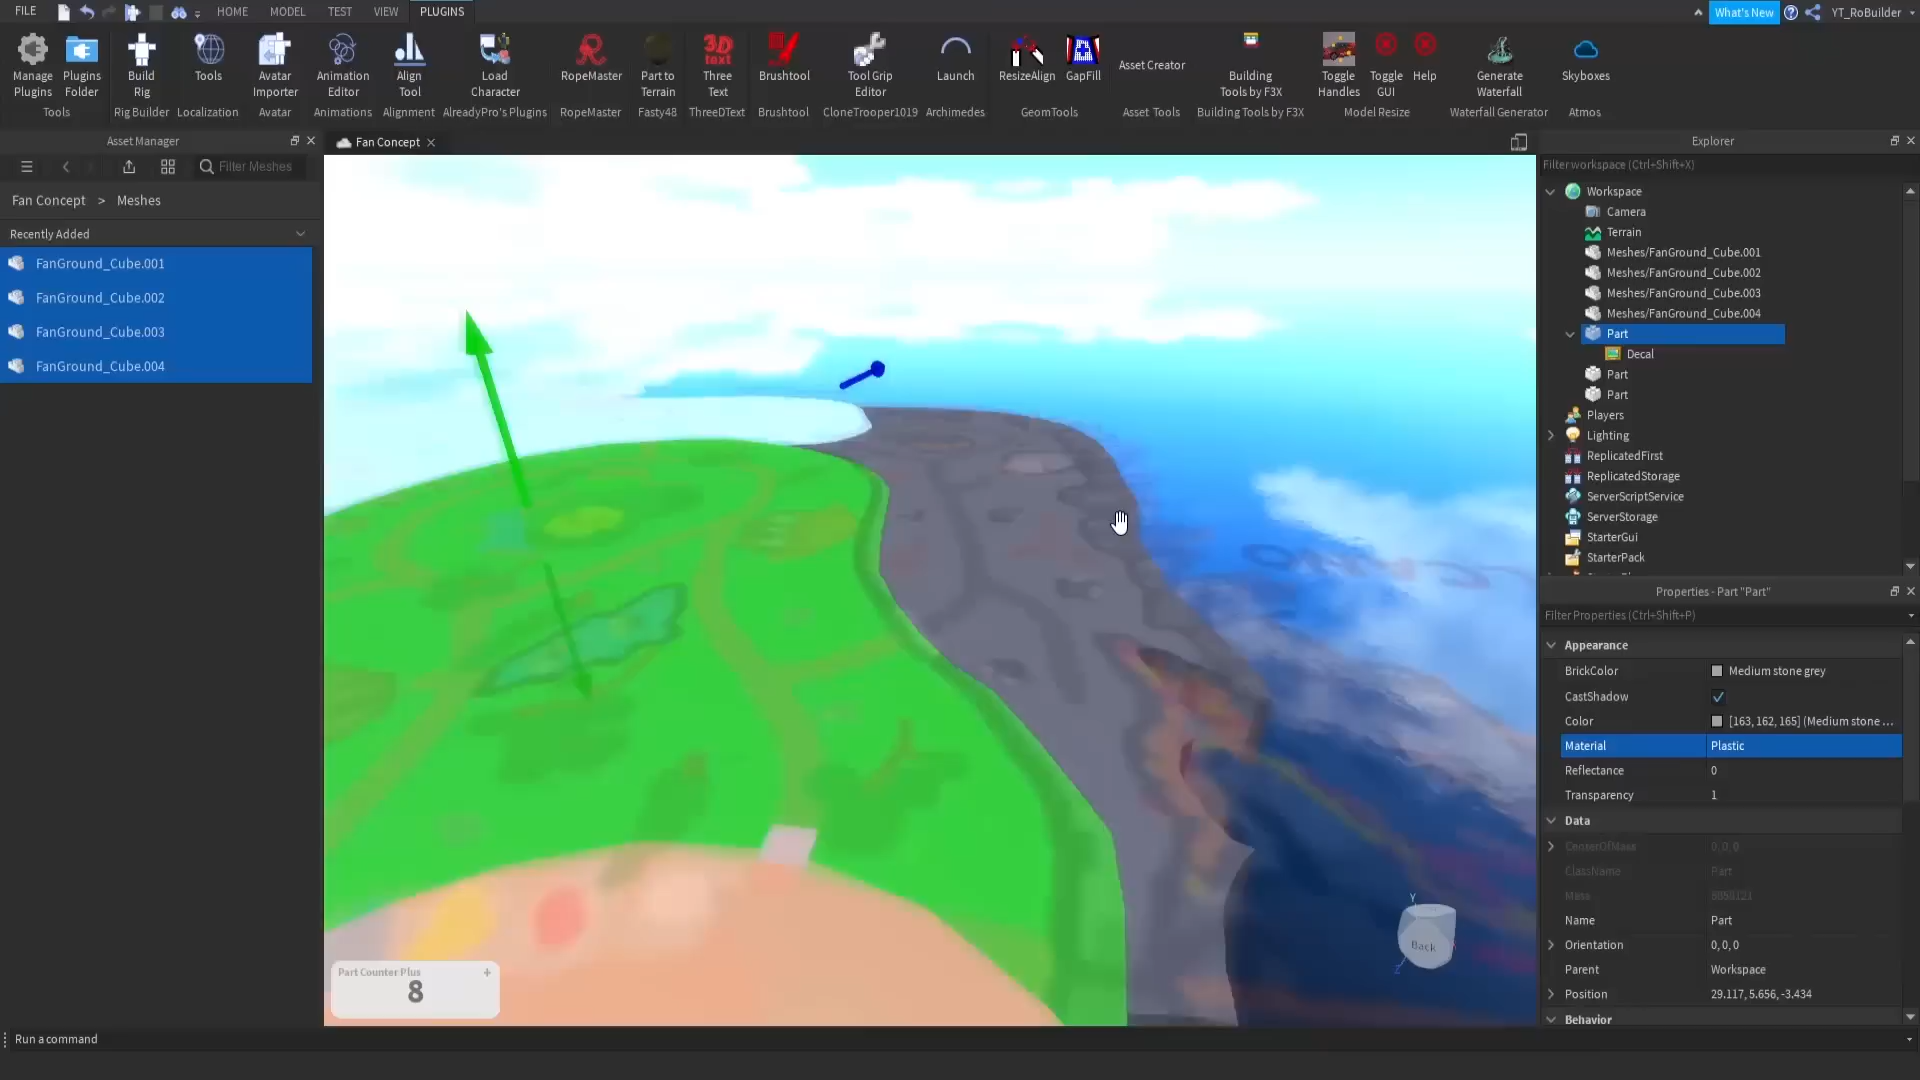 FILE HOME MODEL TEST VIEW PLUGINS What's New YT_RoBuilder
Manage Plugins Plugins Folder Build Rig Tools Avatar Importer Animation Editor Align Tool Load Character RopeMaster Part to Terrain Three Text Brushtool Tool Grip Editor Launch ResizeAlign GapFill Asset Creator Building Tools by F3X Toggle Handles Toggle GUI Help Generate Waterfall Skyboxes
Tools Rig Builder Localization Avatar Animations Alignment AlreadyPro's Plugins RopeMaster Fasty48 ThreeDText Brushtool CloneTrooper1019 Archimedes GeomTools Asset Tools Building Tools by F3X Model Resize Waterfall Generator Atmos
Asset Manager
Filter Meshes
Fan Concept > Meshes
Recently Added
FanGround_Cube.001
FanGround_Cube.002
FanGround_Cube.003
FanGround_Cube.004
Fan Concept
Back
Y
Z
Part Counter Plus +
8
Explorer
Filter workspace (Ctrl+Shift+X)
Workspace
Camera
Terrain
Meshes/FanGround_Cube.001
Meshes/FanGround_Cube.002
Meshes/FanGround_Cube.003
Meshes/FanGround_Cube.004
Part
Decal
Part
Part
Players
Lighting
ReplicatedFirst
ReplicatedStorage
ServerScriptService
ServerStorage
StarterGui
StarterPack
Properties - Part "Part"
Filter Properties (Ctrl+Shift+P)
Appearance
BrickColor Medium stone grey
CastShadow
Color [163, 162, 165] (Medium stone ...
Material Plastic
Reflectance 0
Transparency 1
Data
CenterOfMass 0, 0, 0
ClassName Part
Mass
Name Part
Orientation 0, 0, 0
Parent Workspace
Position 29.117, 5.656, -3.434
Behavior
Run a command